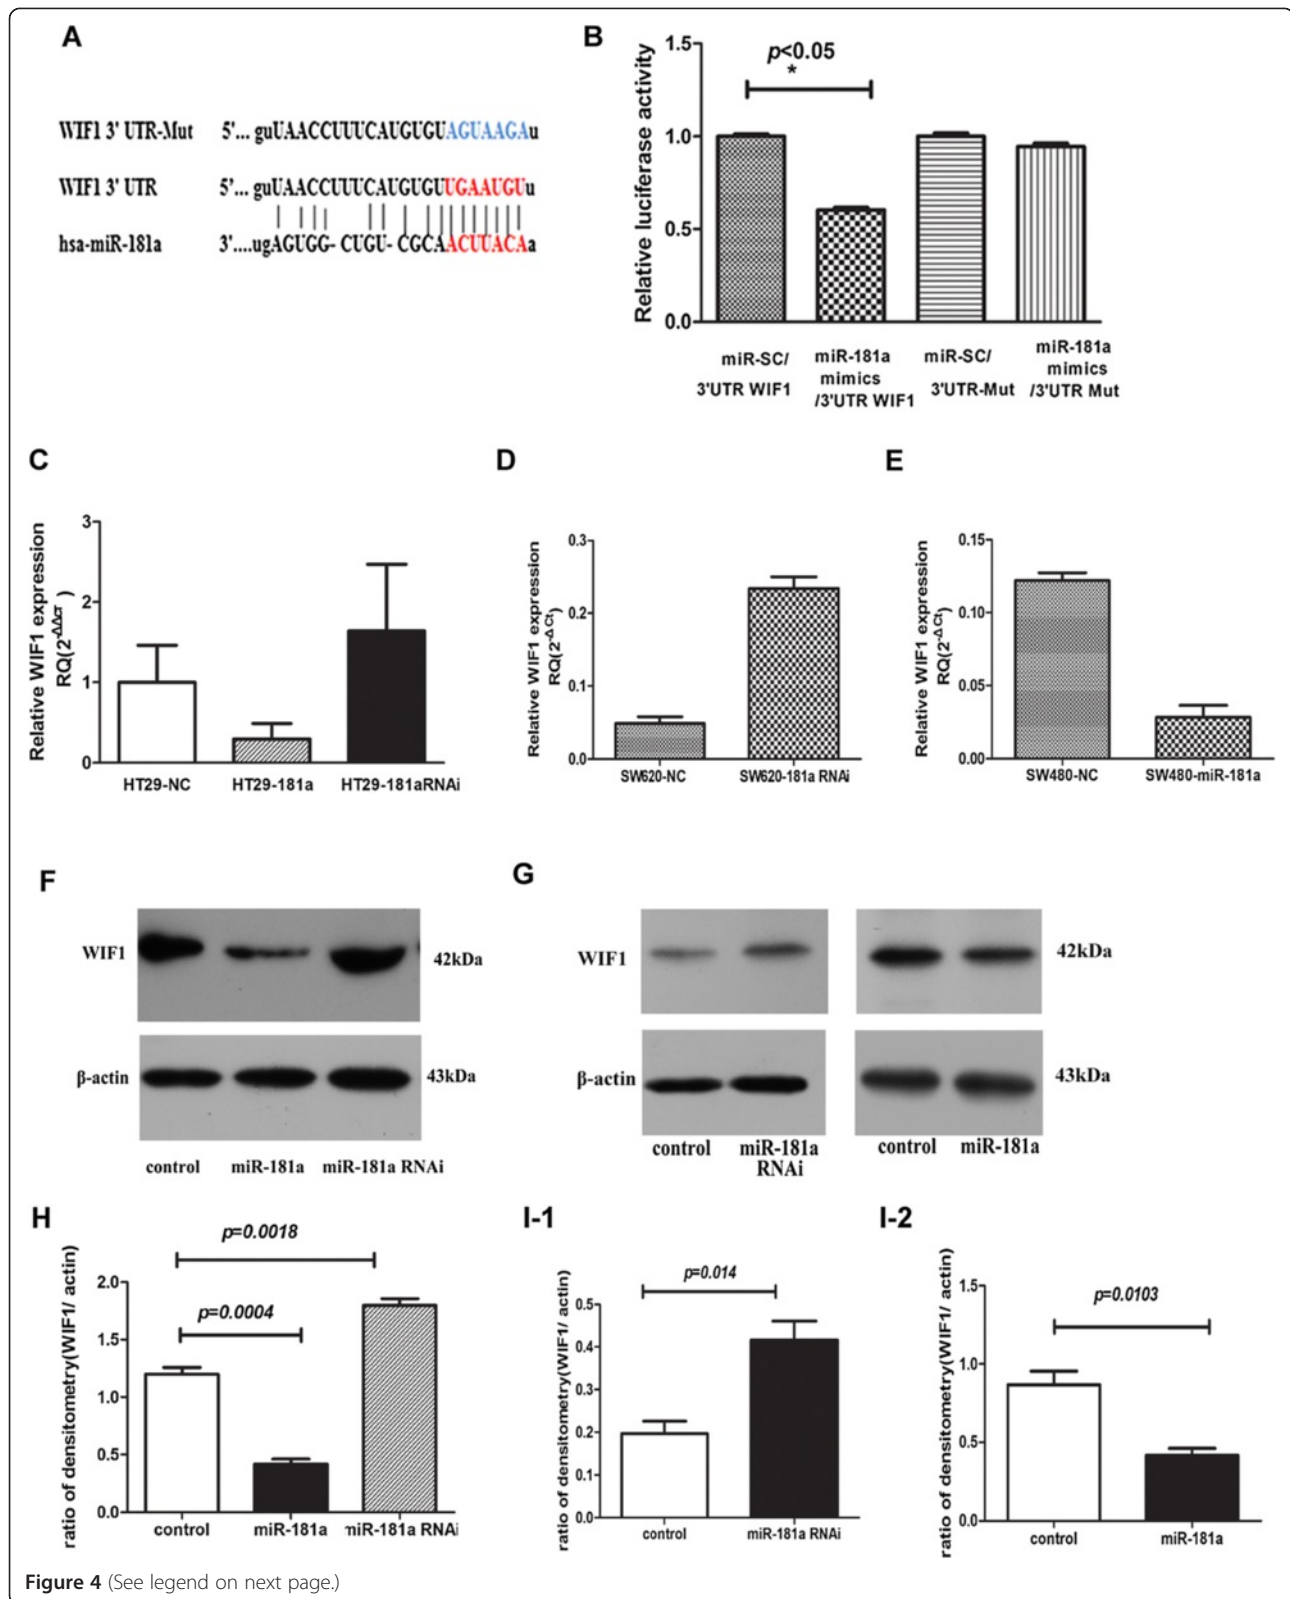 A
WIF1 3' UTR-Mut 5'... guUAACCUUUCAUGUGUAGUAAGAu
WIF1 3' UTR 5'... guUAACCUUUCAUGUGUUGAAUGUu
hsa-miR-181a 3'....ugAGUGG- CUGU- CGCAACUUACAa
B
Relative luciferase activity
1.5
1.0
0.5
0.0
p<0.05
*
miR-SC/
3'UTR WIF1
miR-181a
mimics
/3'UTR WIF1
miR-SC/
3'UTR-Mut
miR-181a
mimics
/3'UTR Mut
C
Relative WIF1 expression
RQ(2-ΔΔCT)
3
2
1
0
HT29-NC
HT29-181a
HT29-181aRNAi
D
Relative WIF1 expression
RQ(2-ΔCt)
0.3
0.2
0.1
0.0
SW620-NC
SW620-181a RNAi
E
Relative WIF1 expression
RQ(2-ΔCt)
0.15
0.10
0.05
0.00
SW480-NC
SW480-miR-181a
F
WIF1
42kDa
β-actin
43kDa
control miR-181a miR-181a RNAi
G
WIF1
42kDa
β-actin
43kDa
control
miR-181a
RNAi
control
miR-181a
H
ratio of densitometry(WIF1/ actin)
2.0
1.5
1.0
0.5
0.0
p=0.0018
p=0.0004
control
miR-181a
miR-181a RNAi
I-1
ratio of densitometry(WIF1/ actin)
0.5
0.4
0.3
0.2
0.1
0.0
p=0.014
control
miR-181a RNAi
I-2
ratio of densitometry(WIF1/ actin)
1.5
1.0
0.5
0.0
p=0.0103
control
miR-181a
Figure 4 (See legend on next page.)